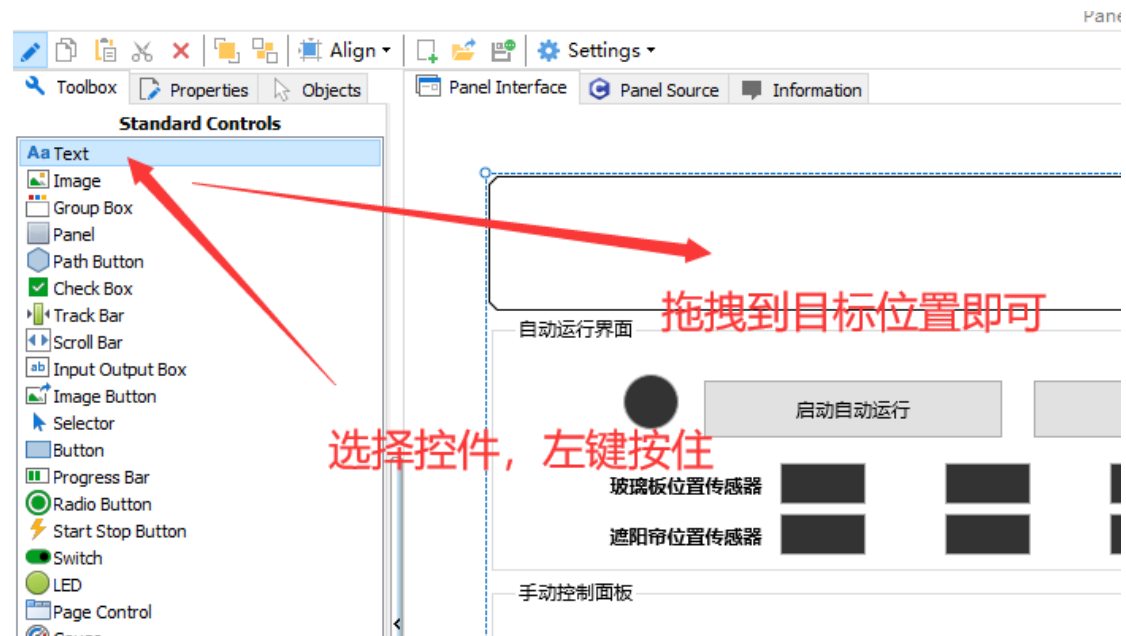 Pane
Align
Settings
Toolbox
Properties
Objects
Panel Interface
Panel Source
Information
Standard Controls
Aa Text
Image
Group Box
Panel
Path Button
Check Box
Track Bar
Scroll Bar
ab Input Output Box
Image Button
Selector
Button
Progress Bar
Radio Button
Start Stop Button
Switch
LED
Page Control
拖拽到目标位置即可
自动运行界面
启动自动运行
选择控件，左键按住
玻璃板位置传感器
遮阳帘位置传感器
手动控制面板